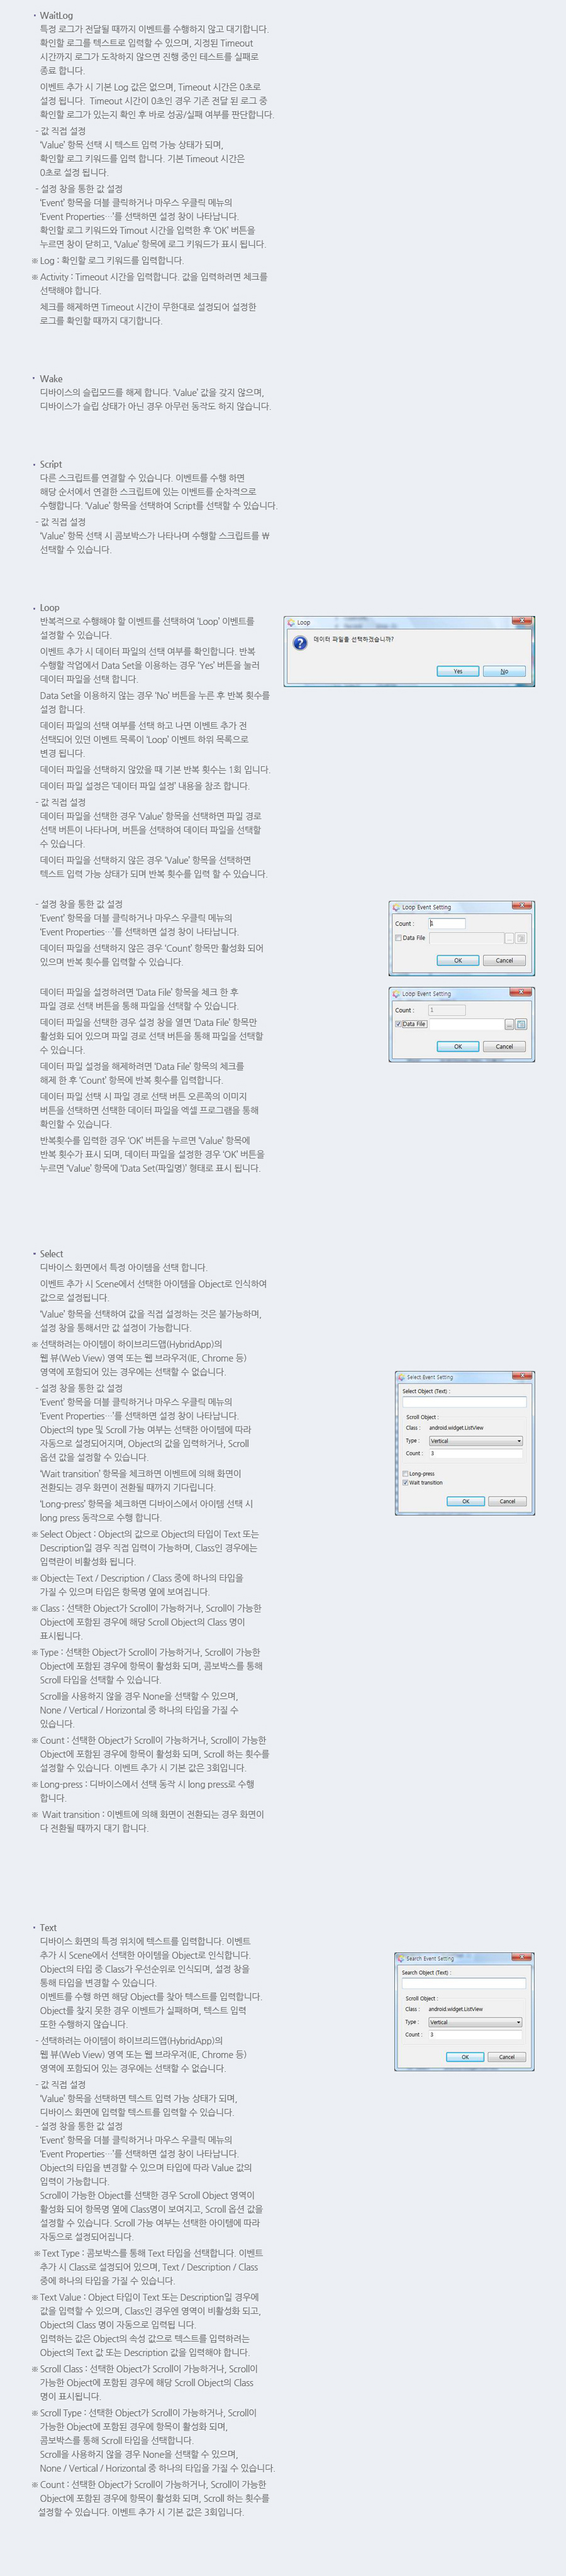 • WaitLog
특정 로그가 전달될 때까지 이벤트를 수행하지 않고 대기합니다.
확인할 로그를 텍스트로 입력할 수 있으며, 지정된 Timeout
시간까지 로그가 도착하지 않으면 진행 중인 테스트를 실패로
종료 합니다.
이벤트 추가 시 기본 Log 값은 없으며, Timeout 시간은 0초로
설정 됩니다. Timeout 시간이 0초인 경우 기존 전달 된 로그 중
확인할 로그가 있는지 확인 후 바로 성공/실패 여부를 판단합니다.
- 값 직접 설정
'Value' 항목 선택 시 텍스트 입력 가능 상태가 되며,
확인할 로그 키워드를 입력 합니다. 기본 Timeout 시간은
0초로 설정 됩니다.
- 설정 창을 통한 값 설정
'Event' 항목을 더블 클릭하거나 마우스 우클릭 메뉴의
'Event Properties…'를 선택하면 설정 창이 나타납니다.
확인할 로그 키워드와 Timout 시간을 입력한 후 'OK' 버튼을
누르면 창이 닫히고, 'Value' 항목에 로그 키워드가 표시 됩니다.
※ Log : 확인할 로그 키워드를 입력합니다.
※ Activity : Timeout 시간을 입력합니다. 값을 입력하려면 체크를
선택해야 합니다.
체크를 해제하면 Timeout 시간이 무한대로 설정되어 설정한
로그를 확인할 때까지 대기합니다.
• Wake
디바이스의 슬립모드를 해제 합니다. 'Value' 값을 갖지 않으며,
디바이스가 슬립 상태가 아닌 경우 아무런 동작도 하지 않습니다.
• Script
다른 스크립트를 연결할 수 있습니다. 이벤트를 수행 하면
해당 순서에서 연결한 스크립트에 있는 이벤트를 순차적으로
수행합니다. 'Value' 항목을 선택하여 Script를 선택할 수 있습니다.
- 값 직접 설정
'Value' 항목 선택 시 콤보박스가 나타나며 수행할 스크립트를 ₩
선택할 수 있습니다.
• Loop
반복적으로 수행해야 할 이벤트를 선택하여 'Loop' 이벤트를
설정할 수 있습니다.
이벤트 추가 시 데이터 파일의 선택 여부를 확인합니다. 반복
수행할 작업에서 Data Set을 이용하는 경우 'Yes' 버튼을 눌러
데이터 파일을 선택 합니다.
Data Set을 이용하지 않는 경우 'No' 버튼을 누른 후 반복 횟수를
설정 합니다.
데이터 파일의 선택 여부를 선택 하고 나면 이벤트 추가 전
선택되어 있던 이벤트 목록이 'Loop' 이벤트 하위 목록으로
변경 됩니다.
데이터 파일을 선택하지 않았을 때 기본 반복 횟수는 1회 입니다.
데이터 파일 설정은 '데이터 파일 설정' 내용을 참조 합니다.
- 값 직접 설정
데이터 파일을 선택한 경우 'Value' 항목을 선택하면 파일 경로
선택 버튼이 나타나며, 버튼을 선택하여 데이터 파일을 선택할
수 있습니다.
데이터 파일을 선택하지 않은 경우 'Value' 항목을 선택하면
텍스트 입력 가능 상태가 되며 반복 횟수를 입력 할 수 있습니다.
Loop
데이터 파일을 선택하겠습니까?
Yes
No
- 설정 창을 통한 값 설정
'Event' 항목을 더블 클릭하거나 마우스 우클릭 메뉴의
'Event Properties…'를 선택하면 설정 창이 나타납니다.
데이터 파일을 선택하지 않은 경우 'Count' 항목만 활성화 되어
있으며 반복 횟수를 입력할 수 있습니다.
Loop Event Setting
Count : 1
Data File
...
OK
Cancel
데이터 파일을 설정하려면 'Data File' 항목을 체크 한 후
파일 경로 선택 버튼을 통해 파일을 선택할 수 있습니다.
데이터 파일을 선택한 경우 설정 창을 열면 'Data File' 항목만
활성화 되어 있으며 파일 경로 선택 버튼을 통해 파일을 선택할
수 있습니다.
데이터 파일 설정을 해제하려면 'Data File' 항목의 체크를
해제 한 후 'Count' 항목에 반복 횟수를 입력합니다.
데이터 파일 선택 시 파일 경로 선택 버튼 오른쪽의 이미지
버튼을 선택하면 선택한 데이터 파일을 엑셀 프로그램을 통해
확인할 수 있습니다.
반복횟수를 입력한 경우 'OK' 버튼을 누르면 'Value' 항목에
반복 횟수가 표시 되며, 데이터 파일을 설정한 경우 'OK' 버튼을
누르면 'Value' 항목에 'Data Set(파일명)' 형태로 표시 됩니다.
Loop Event Setting
Count : 1
Data File
...
OK
Cancel
• Select
디바이스 화면에서 특정 아이템을 선택 합니다.
이벤트 추가 시 Scene에서 선택한 아이템을 Object로 인식하여
값으로 설정됩니다.
'Value' 항목을 선택하여 값을 직접 설정하는 것은 불가능하며,
설정 창을 통해서만 값 설정이 가능합니다.
※ 선택하려는 아이템이 하이브리드앱(HybridApp)의
웹 뷰(Web View) 영역 또는 웹 브라우저(IE, Chrome 등)
영역에 포함되어 있는 경우에는 선택할 수 없습니다.
- 설정 창을 통한 값 설정
'Event' 항목을 더블 클릭하거나 마우스 우클릭 메뉴의
'Event Properties…'를 선택하면 설정 창이 나타납니다.
Object의 type 및 Scroll 가능 여부는 선택한 아이템에 따라
자동으로 설정되어지며, Object의 값을 입력하거나, Scroll
옵션 값을 설정할 수 있습니다.
'Wait transition' 항목을 체크하면 이벤트에 의해 화면이
전환되는 경우 화면이 전환될 때까지 기다립니다.
'Long-press' 항목을 체크하면 디바이스에서 아이템 선택 시
long press 동작으로 수행 합니다.
※ Select Object : Object의 값으로 Object의 타입이 Text 또는
Description일 경우 직접 입력이 가능하며, Class인 경우에는
입력란이 비활성화 됩니다.
※ Object는 Text / Description / Class 중에 하나의 타입을
가질 수 있으며 타입은 항목명 옆에 보여집니다.
※ Class : 선택한 Object가 Scroll이 가능하거나, Scroll이 가능한
Object에 포함된 경우에 해당 Scroll Object의 Class 명이
표시됩니다.
※ Type : 선택한 Object가 Scroll이 가능하거나, Scroll이 가능한
Object에 포함된 경우에 항목이 활성화 되며, 콤보박스를 통해
Scroll 타입을 선택할 수 있습니다.
Scroll을 사용하지 않을 경우 None을 선택할 수 있으며,
None / Vertical / Horizontal 중 하나의 타입을 가질 수
있습니다.
※ Count : 선택한 Object가 Scroll이 가능하거나, Scroll이 가능한
Object에 포함된 경우에 항목이 활성화 되며, Scroll 하는 횟수를
설정할 수 있습니다. 이벤트 추가 시 기본 값은 3회입니다.
※ Long-press : 디바이스에서 선택 동작 시 long press로 수행
합니다.
※ Wait transition : 이벤트에 의해 화면이 전환되는 경우 화면이
다 전환될 때까지 대기 합니다.
Select Event Setting
Select Object (Text) :
Scroll Object :
Class : android.widget.ListView
Type : Vertical
Count : 3
Long-press
Wait transition
OK
Cancel
• Text
디바이스 화면의 특정 위치에 텍스트를 입력합니다. 이벤트
추가 시 Scene에서 선택한 아이템을 Object로 인식합니다.
Object의 타입 중 Class가 우선순위로 인식되며, 설정 창을
통해 타입을 변경할 수 있습니다.
이벤트를 수행 하면 해당 Object를 찾아 텍스트를 입력합니다.
Object를 찾지 못한 경우 이벤트가 실패하며, 텍스트 입력
또한 수행하지 않습니다.
- 선택하려는 아이템이 하이브리드앱(HybridApp)의
웹 뷰(Web View) 영역 또는 웹 브라우저(IE, Chrome 등)
영역에 포함되어 있는 경우에는 선택할 수 없습니다.
- 값 직접 설정
'Value' 항목을 선택하면 텍스트 입력 가능 상태가 되며,
디바이스 화면에 입력할 텍스트를 입력할 수 있습니다.
- 설정 창을 통한 값 설정
'Event' 항목을 더블 클릭하거나 마우스 우클릭 메뉴의
'Event Properties…'를 선택하면 설정 창이 나타납니다.
Object의 타입을 변경할 수 있으며 타입에 따라 Value 값의
입력이 가능합니다.
Scroll이 가능한 Object를 선택한 경우 Scroll Object 영역이
활성화 되어 항목명 옆에 Class명이 보여지고, Scroll 옵션 값을
설정할 수 있습니다. Scroll 가능 여부는 선택한 아이템에 따라
자동으로 설정되어집니다.
※ Text Type : 콤보박스를 통해 Text 타입을 선택합니다. 이벤트
추가 시 Class로 설정되어 있으며, Text / Description / Class
중에 하나의 타입을 가질 수 있습니다.
※ Text Value : Object 타입이 Text 또는 Description일 경우에
값을 입력할 수 있으며, Class인 경우엔 영역이 비활성화 되고,
Object의 Class 명이 자동으로 입력됩 니다.
입력하는 값은 Object의 속성 값으로 텍스트를 입력하려는
Object의 Text 값 또는 Description 값을 입력해야 합니다.
※ Scroll Class : 선택한 Object가 Scroll이 가능하거나, Scroll이
가능한 Object에 포함된 경우에 해당 Scroll Object의 Class
명이 표시됩니다.
※ Scroll Type : 선택한 Object가 Scroll이 가능하거나, Scroll이
가능한 Object에 포함된 경우에 항목이 활성화 되며,
콤보박스를 통해 Scroll 타입을 선택합니다.
Scroll을 사용하지 않을 경우 None을 선택할 수 있으며,
None / Vertical / Horizontal 중 하나의 타입을 가질 수 있습니다.
※ Count : 선택한 Object가 Scroll이 가능하거나, Scroll이 가능한
Object에 포함된 경우에 항목이 활성화 되며, Scroll 하는 횟수를
설정할 수 있습니다. 이벤트 추가 시 기본 값은 3회입니다.
Search Event Setting
Search Object (Text) :
Scroll Object :
Class : android.widget.ListView
Type : Vertical
Count : 3
OK
Cancel